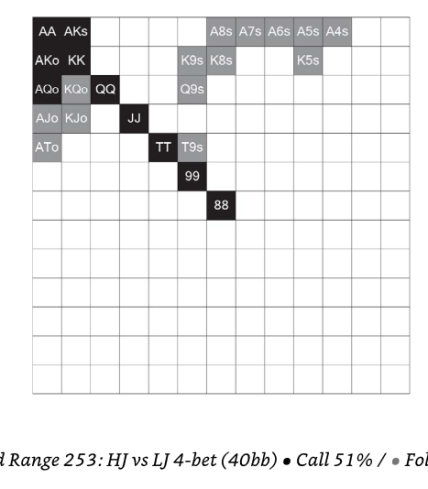 AA AKs A8s A7s A6s A5s A4s
AKo KK K9s K8s K5s
AQo KQo QQ Q9s
AJo KJo JJ
ATo TT T9s
99
88
Range 253: HJ vs LJ 4-bet (40bb) • Call 51% / •